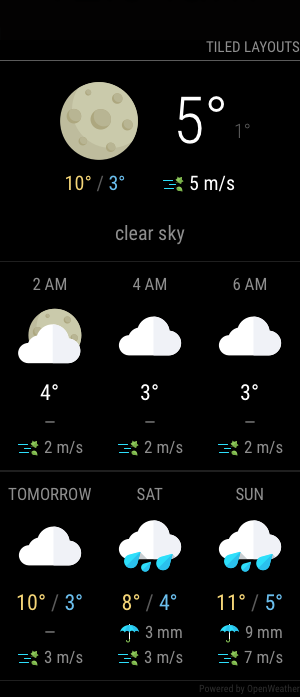 TILED LAYOUTS
5° 1°
10° / 3° 5 m/s
clear sky
2 AM 4 AM 6 AM
4° 3° 3°
– – –
2 m/s 2 m/s 2 m/s
TOMORROW SAT SUN
10° / 3° 8° / 4° 11° / 5°
– 3 mm 9 mm
3 m/s 3 m/s 7 m/s
Powered by OpenWeather